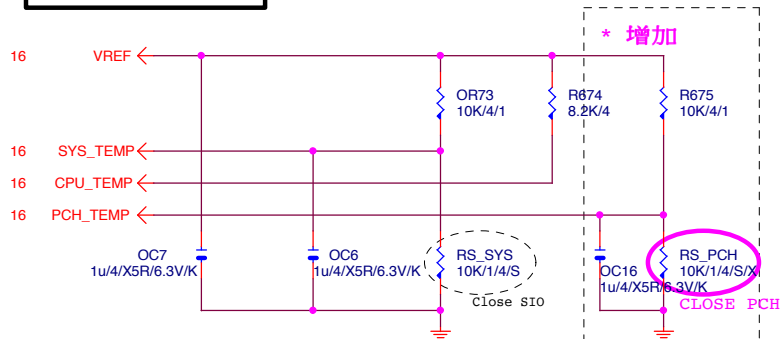 * 增加
16 VREF
OR73
10K/4/1
R674
8.2K/4
R675
10K/4/1
16 SYS_TEMP
16 CPU_TEMP
16 PCH_TEMP
OC7
1u/4/X5R/6.3V/K
OC6
1u/4/X5R/6.3V/K
RS_SYS
10K/1/4/S
Close SIO
OC16
1u/4/X5R/6.3V/K
RS_PCH
10K/1/4/S/X
CLOSE PCH